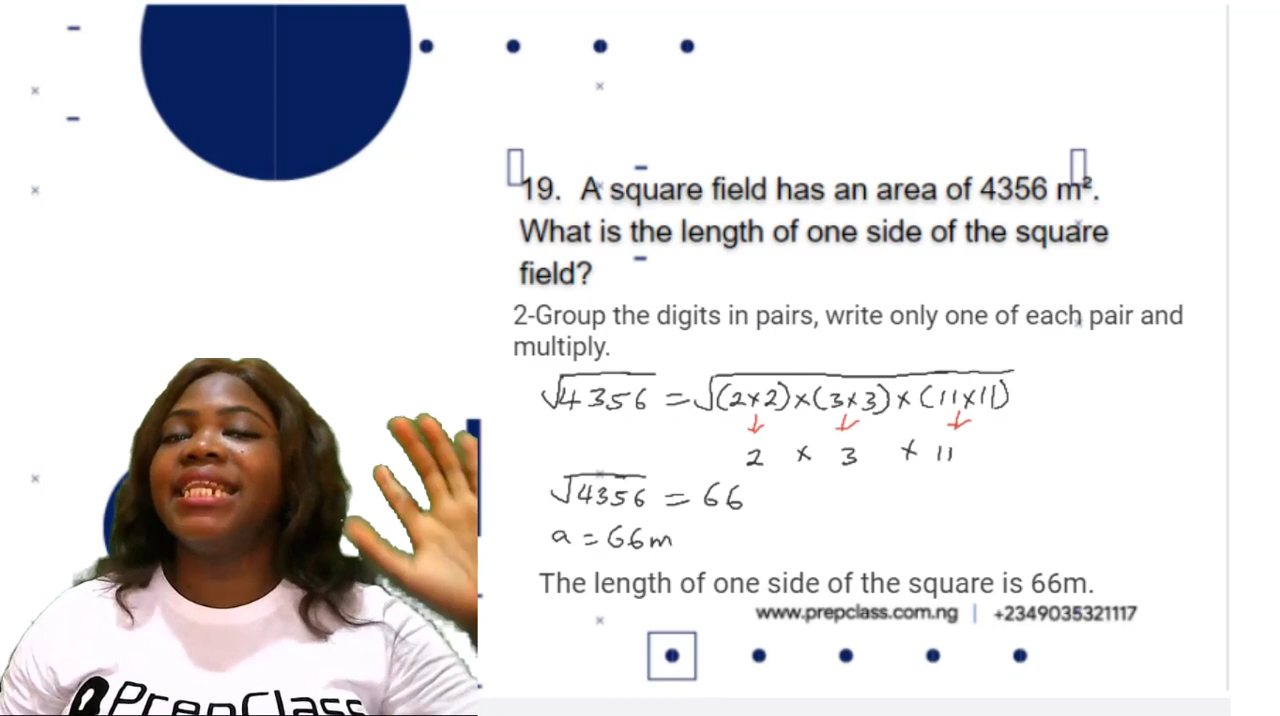 19. A square field has an area of 4356 m².
What is the length of one side of the square
field?
2-Group the digits in pairs, write only one of each pair and
multiply.
√4356 = √(2×2)×(3×3)×(11×11)
2 × 3 × 11
√4356 = 66
a = 66m
The length of one side of the square is 66m.
www.prepclass.com.ng | +2349035321117
PrepClass